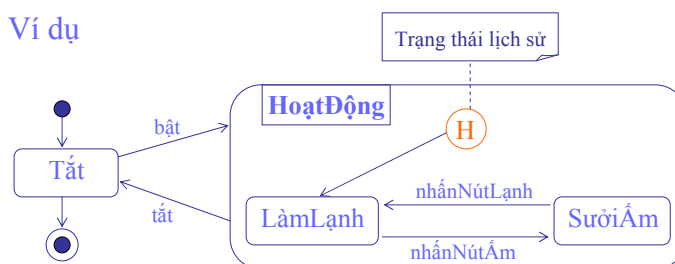 Ví dụ
Trạng thái lịch sử
HoạtĐộng
H
bật
Tắt
tắt
LàmLạnh
nhấnNútLạnh
SưởiẤm
nhấnNútẤm